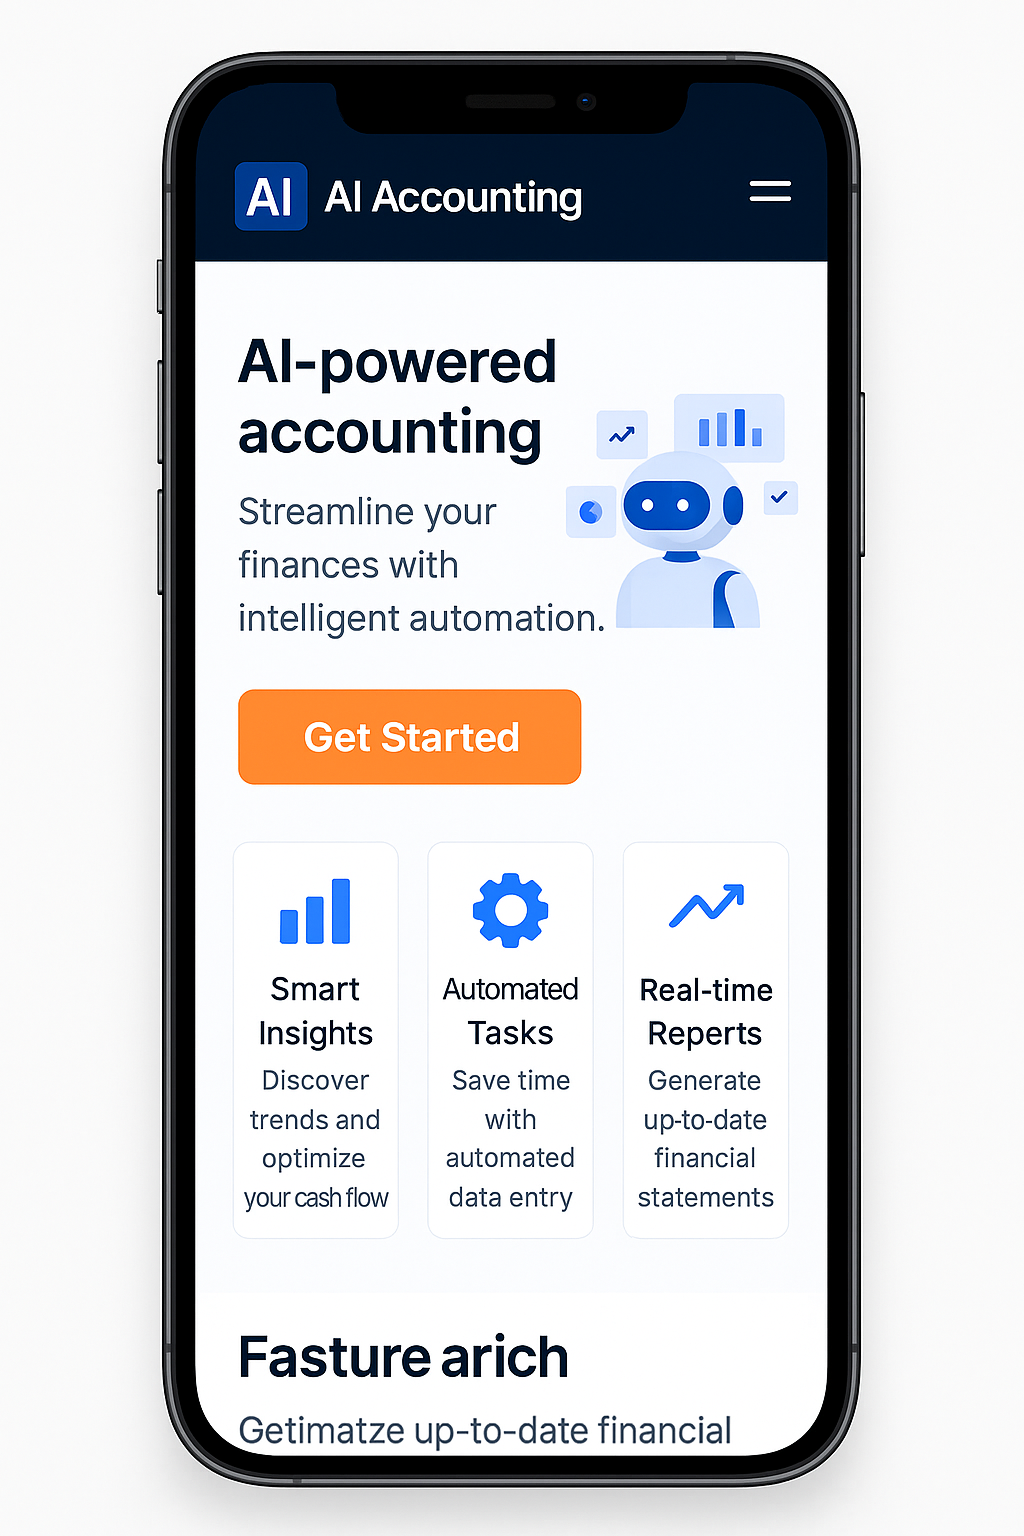 AI AI Accounting
AI-powered
accounting
Streamline your
finances with
intelligent automation.
Get Started
Smart
Insights
Discover
trends and
optimize
your cash flow
Automated
Tasks
Save time
with
automated
data entry
Real-time
Reperts
Generate
up-to-date
financial
statements
Fasture arich
Getimatze up-to-date financial